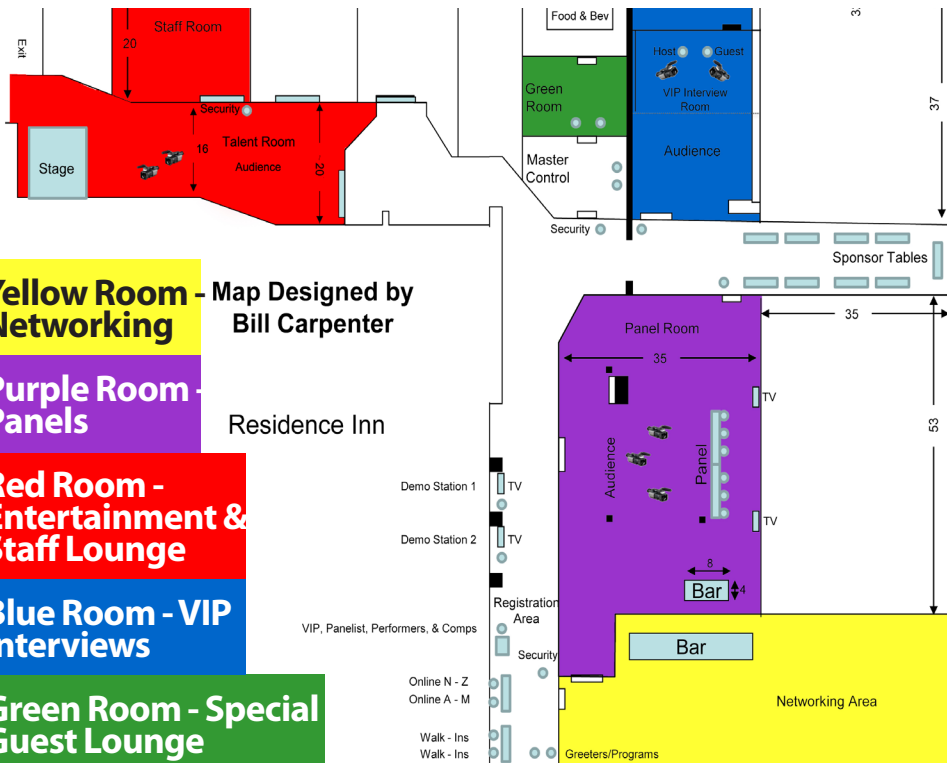 Exit
20
Staff Room
Security
Talent Room
Audience
16
20
Stage
Food & Bev
Green
Room
Master
Control
Host
Guest
VIP Interview
Room
Audience
37
Security
Sponsor Tables
35
53
Yellow Room -
Networking
Purple Room -
Panels
Red Room -
Entertainment &
Staff Lounge
Blue Room - VIP
Interviews
Green Room - Special
Guest Lounge
Map Designed by
Bill Carpenter
Residence Inn
Panel Room
35
TV
Audience
Panel
TV
8
Bar
4
Demo Station 1
TV
Demo Station 2
TV
Registration
Area
VIP, Panelist, Performers, & Comps
Security
Online N - Z
Online A - M
Walk - Ins
Walk - Ins
Greeters/Programs
Bar
Networking Area